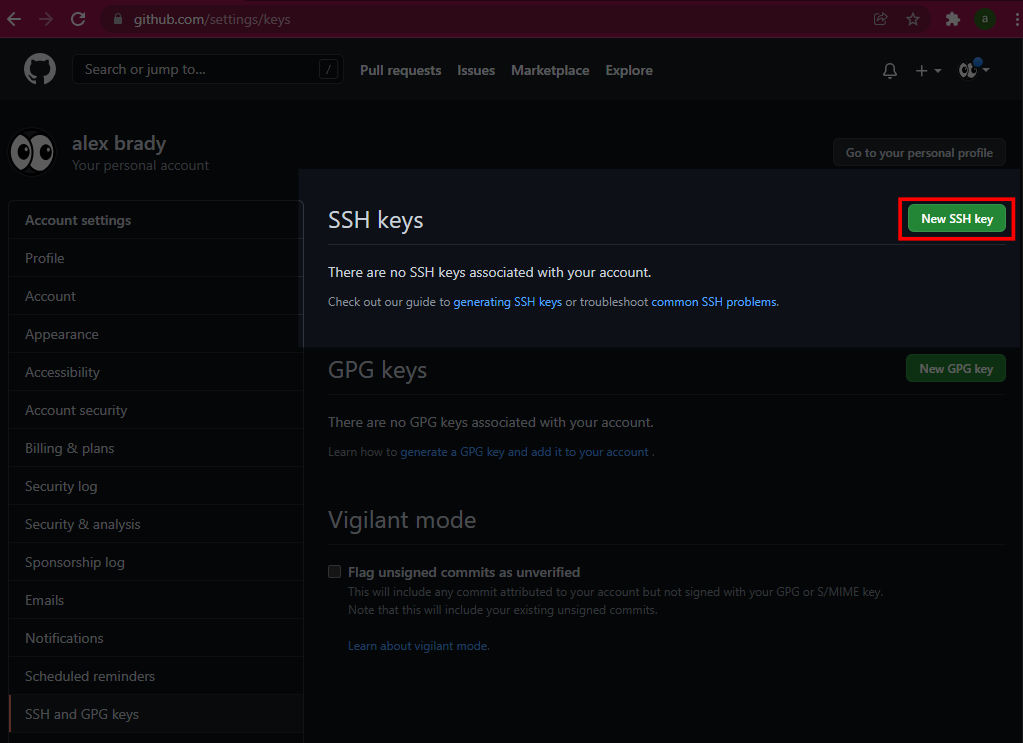 github.com/settings/keys
a
Search or jump to... /
Pull requests Issues Marketplace Explore
alex brady
Your personal account
Go to your personal profile
Account settings
Profile
Account
Appearance
Accessibility
Account security
Billing & plans
Security log
Security & analysis
Sponsorship log
Emails
Notifications
Scheduled reminders
SSH and GPG keys
SSH keys
New SSH key
There are no SSH keys associated with your account.
Check out our guide to generating SSH keys or troubleshoot common SSH problems.
GPG keys
New GPG key
There are no GPG keys associated with your account.
Learn how to generate a GPG key and add it to your account .
Vigilant mode
Flag unsigned commits as unverified
This will include any commit attributed to your account but not signed with your GPG or S/MIME key.
Note that this will include your existing unsigned commits.
Learn about vigilant mode.